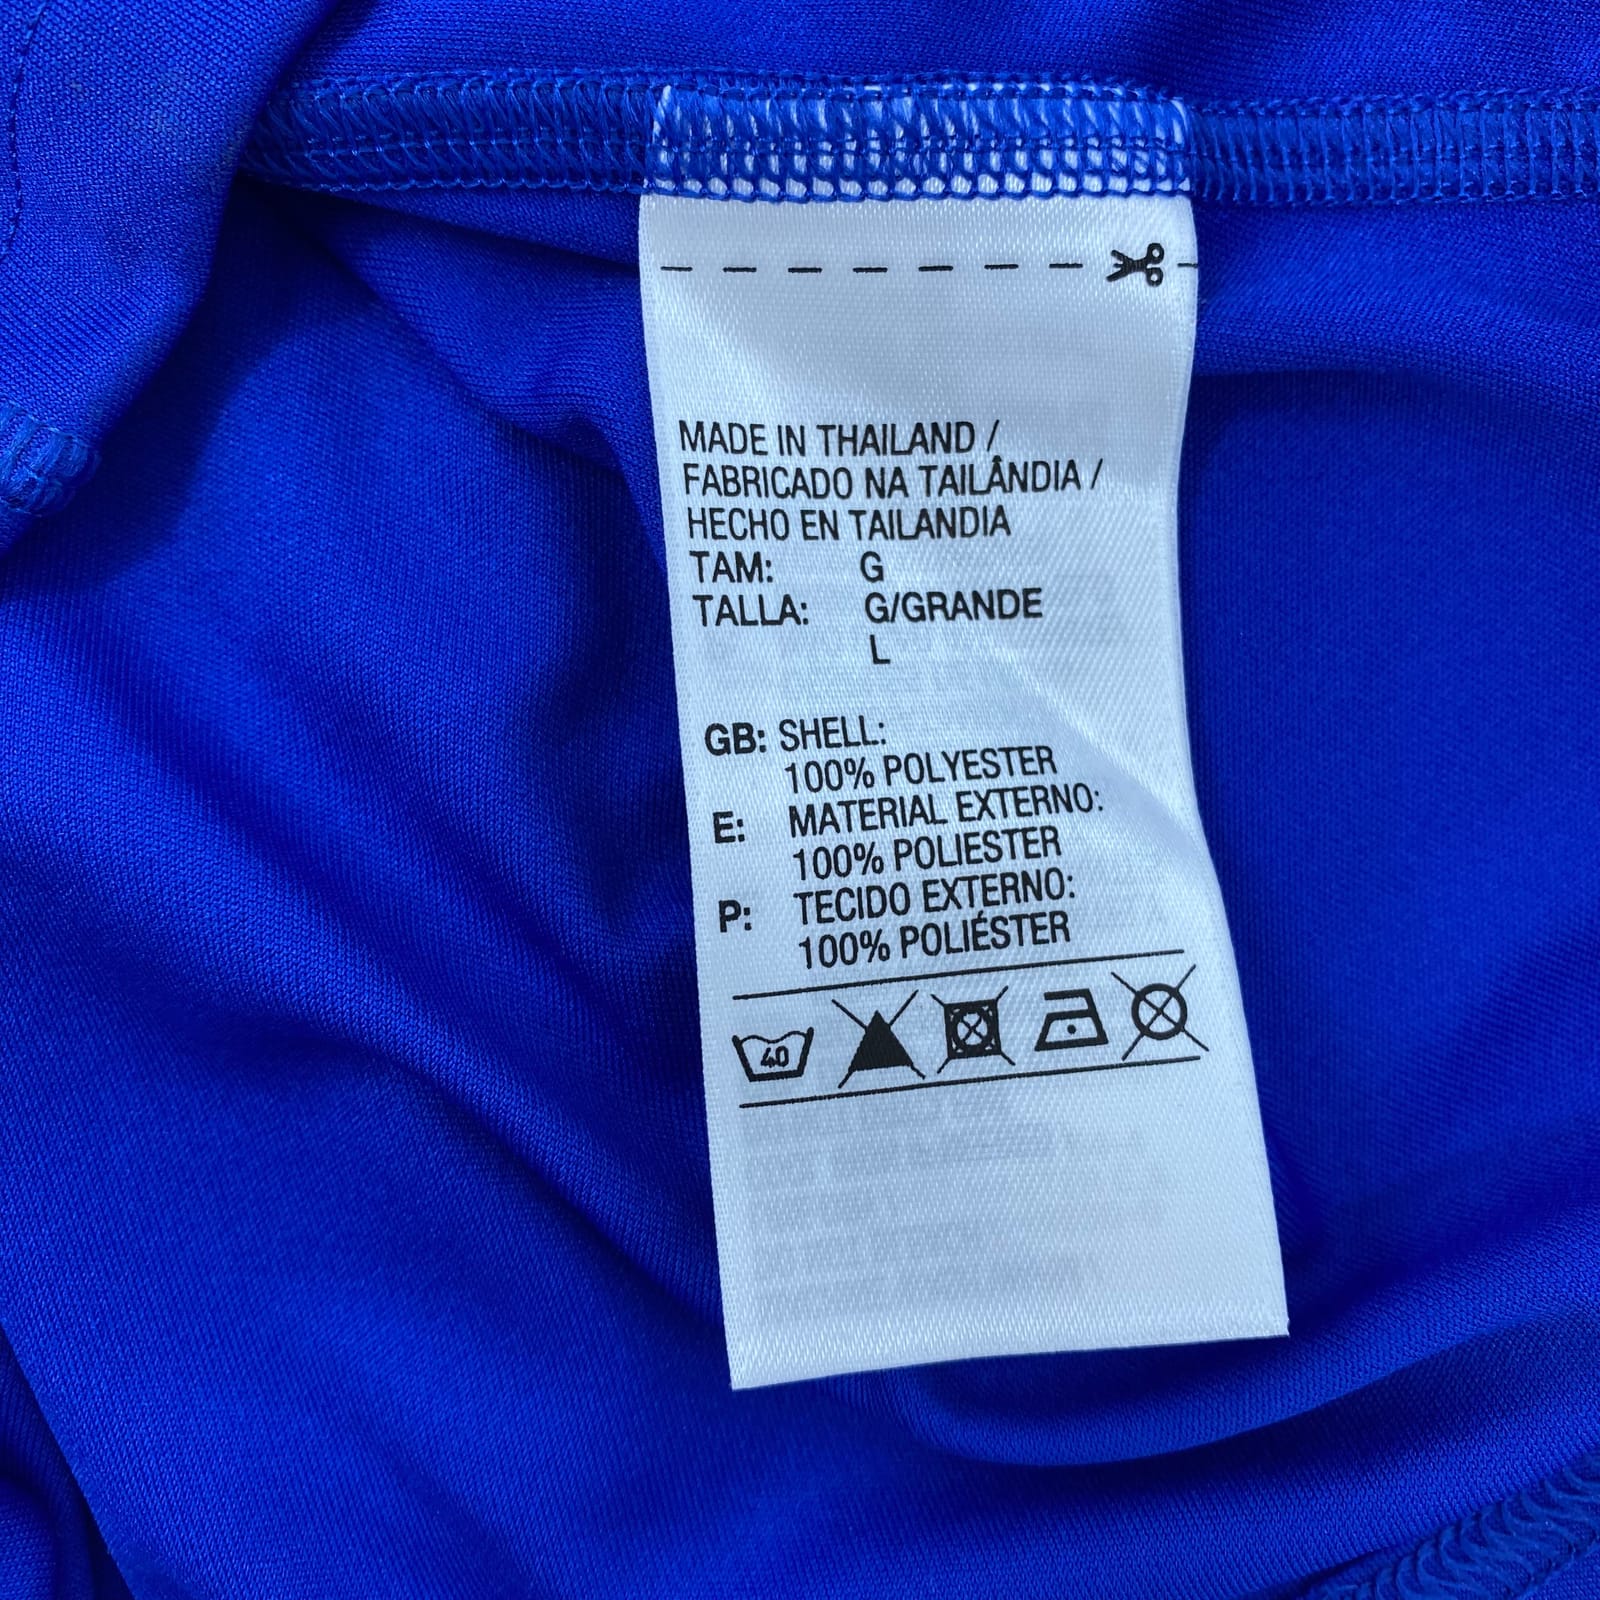 MADE IN THAILAND /
FABRICADO NA TAILÂNDIA /
HECHO EN TAILANDIA
TAM: G
TALLA: G/GRANDE
L
GB: SHELL:
100% POLYESTER
E: MATERIAL EXTERNO:
100% POLIESTER
P: TECIDO EXTERNO:
100% POLIÉSTER
40